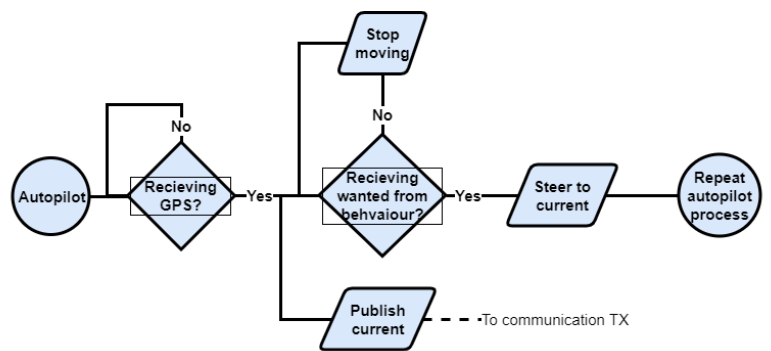 Stop
moving
No
No
Autopilot
Recieving
GPS?
Yes
Recieving
wanted from
behvaiour?
Yes
Steer to
current
Repeat
autopilot
process
Publish
current
To communication TX